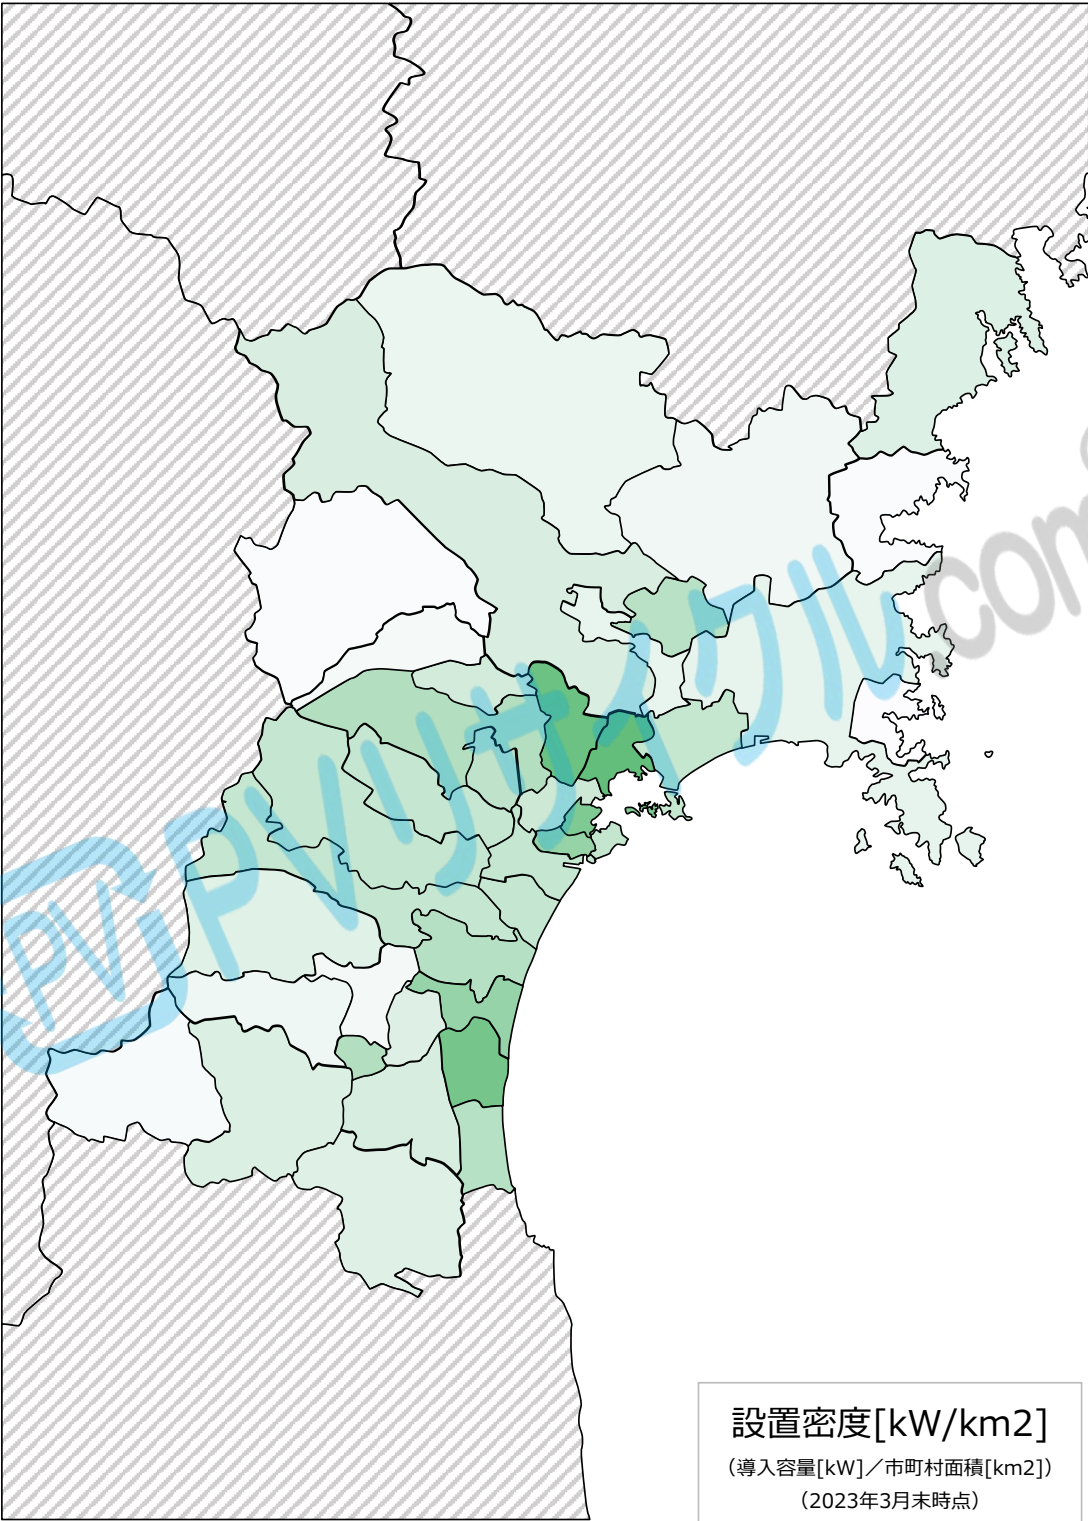 PV
PVリサイクル.com
設置密度[kW/km2]
（導入容量[kW]／市町村面積[km2]）
（2023年3月末時点）